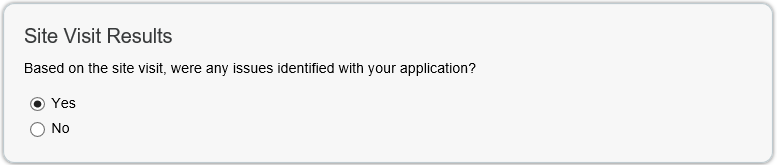 Site Visit Results
Based on the site visit, were any issues identified with your application?
Yes
No